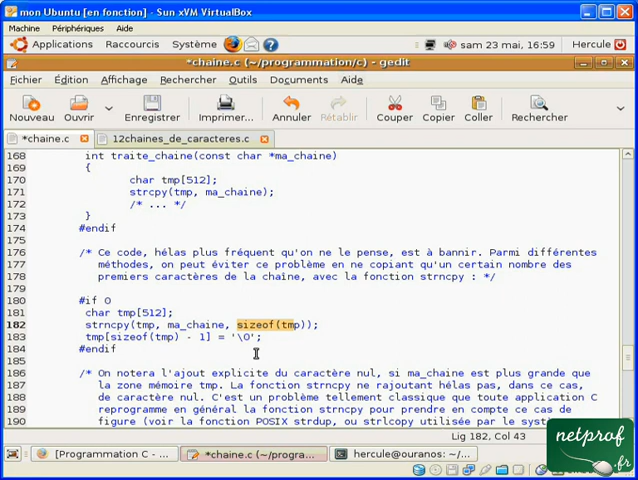 mon Ubuntu [en fonction] - Sun xVM VirtualBox
Machine Périphériques Aide
Applications Raccourcis Système sam 23 mai, 16:59 Hercule
*chaine.c (~/programmation/c) - gedit
Fichier Édition Affichage Rechercher Outils Documents Aide
Nouveau Ouvrir Enregistrer Imprimer... Annuler Rétablir Couper Copier Coller Rechercher
*chaine.c 12chaines_de_caracteres.c
168 int traite_chaine(const char *ma_chaine)
169 {
170 char tmp[512];
171 strcpy(tmp, ma_chaine);
172 /* ... */
173 }
174 #endif
175
176 /* Ce code, hélas plus fréquent qu'on ne le pense, est à bannir. Parmi différentes
177 méthodes, on peut éviter ce problème en ne copiant qu'un certain nombre des
178 premiers caractères de la chaîne, avec la fonction strncpy : */
179
180 #if 0
181 char tmp[512];
182 strncpy(tmp, ma_chaine, sizeof(tmp));
183 tmp[sizeof(tmp) - 1] = '\0';
184 #endif
185
186 /* On notera l'ajout explicite du caractère nul, si ma_chaine est plus grande que
187 la zone mémoire tmp. La fonction strncpy ne rajoutant hélas pas, dans ce cas,
188 de caractère nul. C'est un problème tellement classique que toute application C
189 reprogramme en général la fonction strncpy pour prendre en compte ce cas de
190 figure (voir la fonction POSIX strdup, ou strlcpy utilisée par le syst
Lig 182, Col 43
[Programmation C - ... *chaine.c (~/progra... hercule@ouranos: ~/...
netprof
.fr